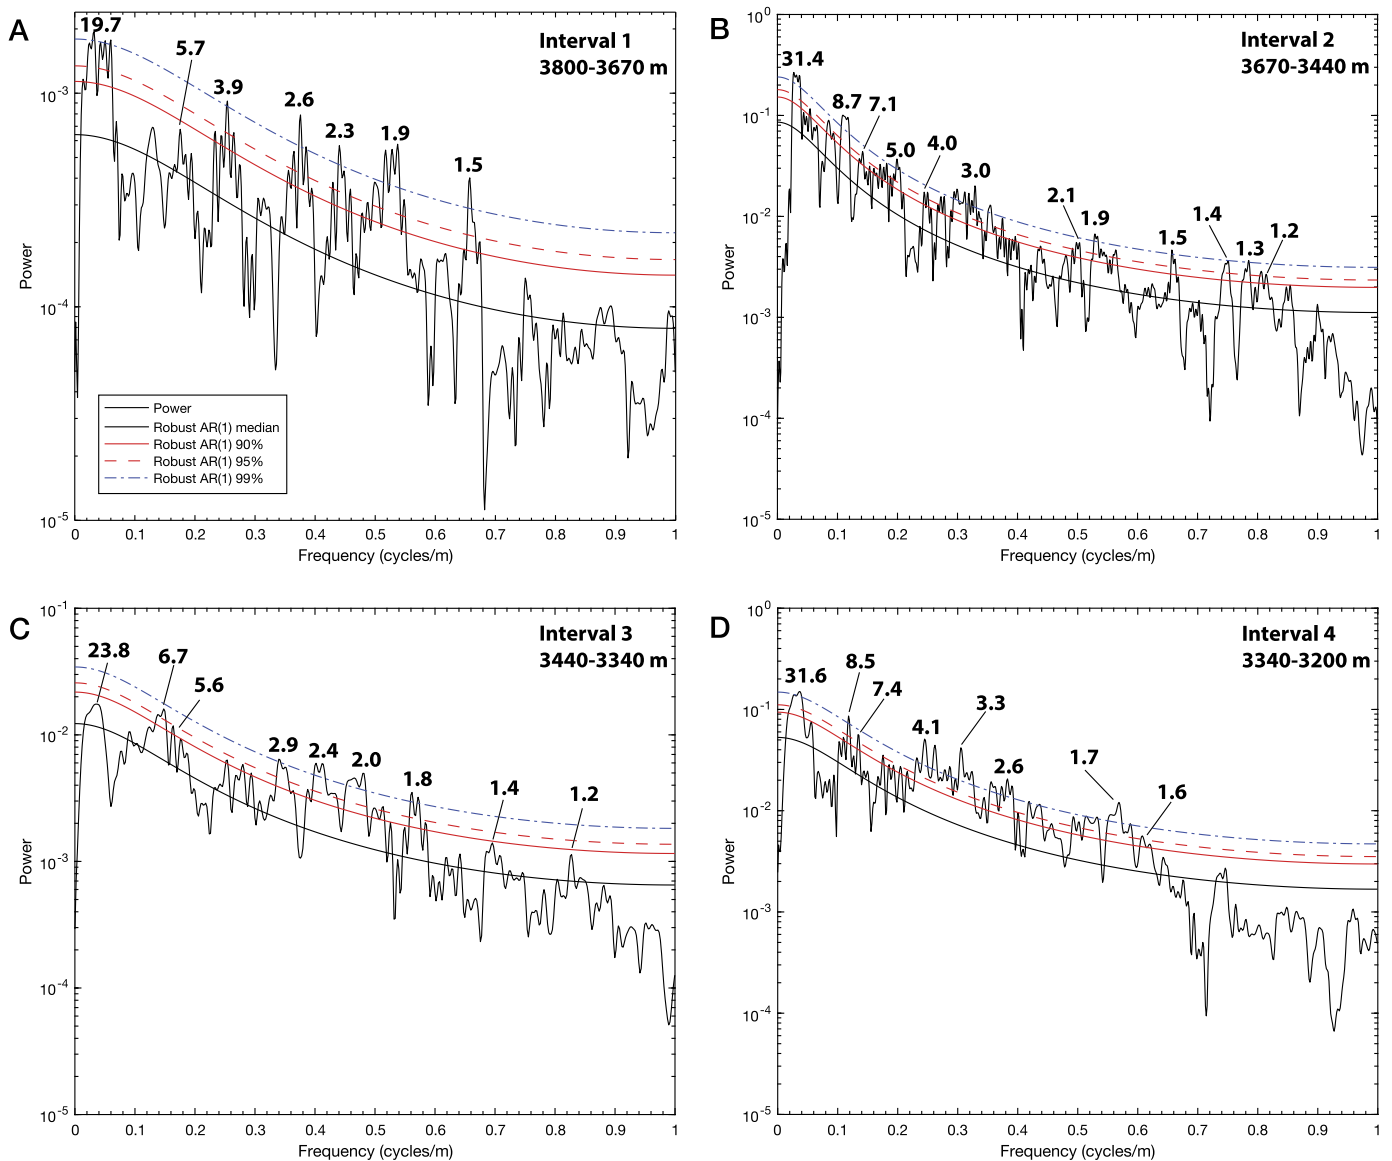 A
Interval 1
3800-3670 m
19.7
5.7
3.9
2.6
2.3
1.9
1.5
10-3
10-4
10-5
Power
Power
Robust AR(1) median
Robust AR(1) 90%
Robust AR(1) 95%
Robust AR(1) 99%
0 0.1 0.2 0.3 0.4 0.5 0.6 0.7 0.8 0.9 1
Frequency (cycles/m)
B
Interval 2
3670-3440 m
31.4
8.7
7.1
5.0
4.0
3.0
2.1
1.9
1.5
1.4
1.3
1.2
100
10-1
10-2
10-3
10-4
10-5
Power
0 0.1 0.2 0.3 0.4 0.5 0.6 0.7 0.8 0.9 1
Frequency (cycles/m)
C
Interval 3
3440-3340 m
23.8
6.7
5.6
2.9
2.4
2.0
1.8
1.4
1.2
10-1
10-2
10-3
10-4
10-5
Power
0 0.1 0.2 0.3 0.4 0.5 0.6 0.7 0.8 0.9 1
Frequency (cycles/m)
D
Interval 4
3340-3200 m
31.6
8.5
7.4
4.1
3.3
2.6
1.7
1.6
100
10-1
10-2
10-3
10-4
10-5
Power
0 0.1 0.2 0.3 0.4 0.5 0.6 0.7 0.8 0.9 1
Frequency (cycles/m)